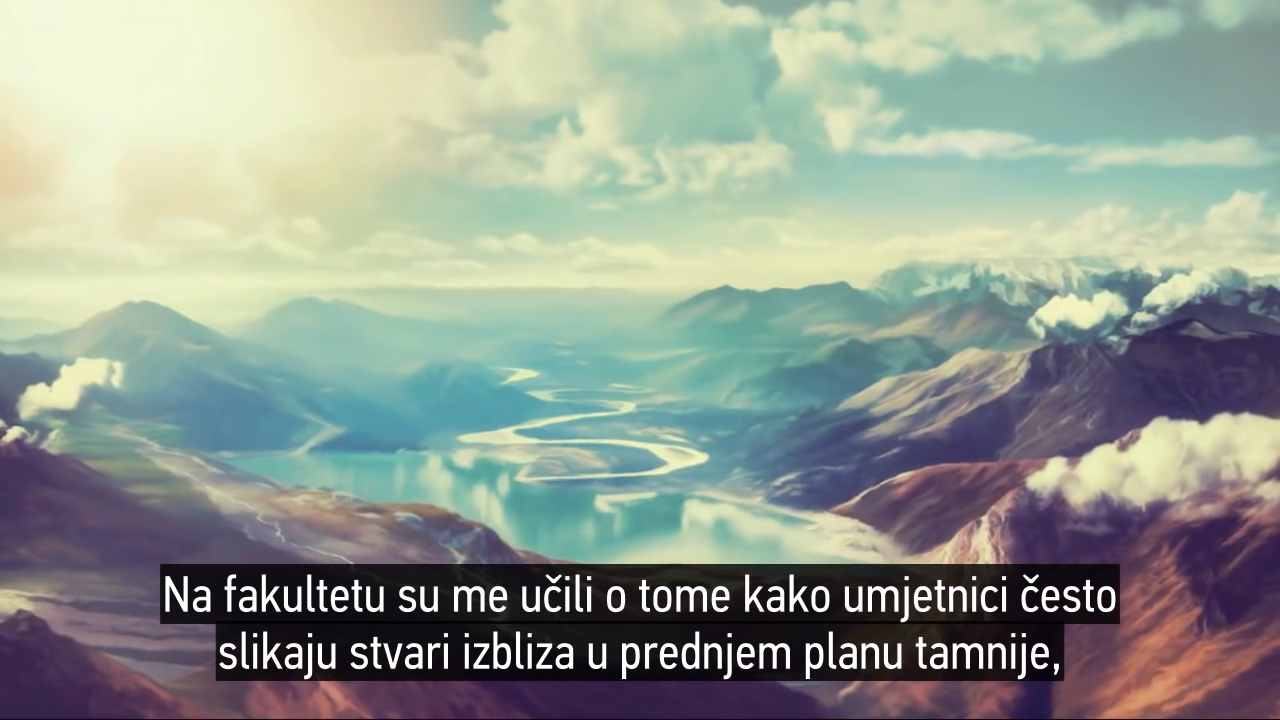 Na fakultetu su me učili o tome kako umjetnici često
slikaju stvari izbliza u prednjem planu tamnije,